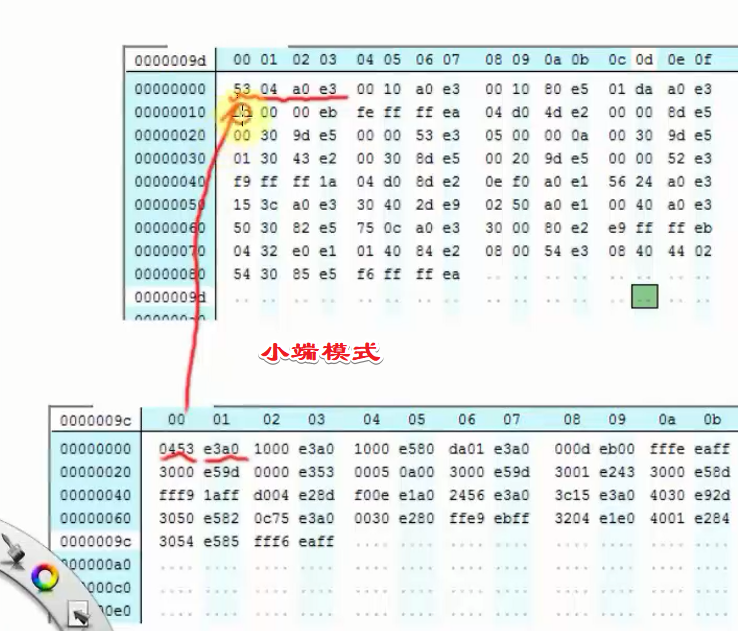 0000009d 00 01 02 03 04 05 06 07 08 09 0a 0b 0c 0d 0e 0f
00000000 53 04 a0 e3 00 10 a0 e3 00 10 80 e5 01 da a0 e3
00000010 00 00 eb fe ff ff ea 04 d0 4d e2 00 00 8d e5
00000020 00 30 9d e5 00 00 53 e3 05 00 00 0a 00 30 9d e5
00000030 01 30 43 e2 00 30 8d e5 00 20 9d e5 00 00 52 e3
00000040 f9 ff ff 1a 04 d0 8d e2 0e f0 a0 e1 56 24 a0 e3
00000050 15 3c a0 e3 30 40 2d e9 02 50 a0 e1 00 40 a0 e3
00000060 50 30 82 e5 75 0c a0 e3 30 00 80 e2 e9 ff ff eb
00000070 04 32 e0 e1 01 40 84 e2 08 00 54 e3 08 40 44 02
00000080 54 30 85 e5 f6 ff ff ea .. .. .. .. .. .. .. ..
0000009d .. .. .. .. .. .. .. .. .. .. .. .. .. .. .. ..
小端模式
0000009c 00 01 02 03 04 05 06 07 08 09 0a 0b
00000000 0453 e3a0 1000 e3a0 1000 e580 da01 e3a0 000d eb00 fffe eaff
00000020 3000 e59d 0000 e353 0005 0a00 3000 e59d 3001 e243 3000 e58d
00000040 fff9 1aff d004 e28d f00e e1a0 2456 e3a0 3c15 e3a0 4030 e92d
00000060 3050 e582 0c75 e3a0 0030 e280 ffe9 ebff 3204 e1e0 4001 e284
0000009c 3054 e585 fff6 eaff .... .... .... .... .... .... .... ....
00000a0 .... .... .... .... .... .... .... .... .... .... .... ....
000c0 .... .... .... .... .... .... .... .... .... .... .... ....
0e0 .... .... .... .... .... .... .... .... .... .... .... ....